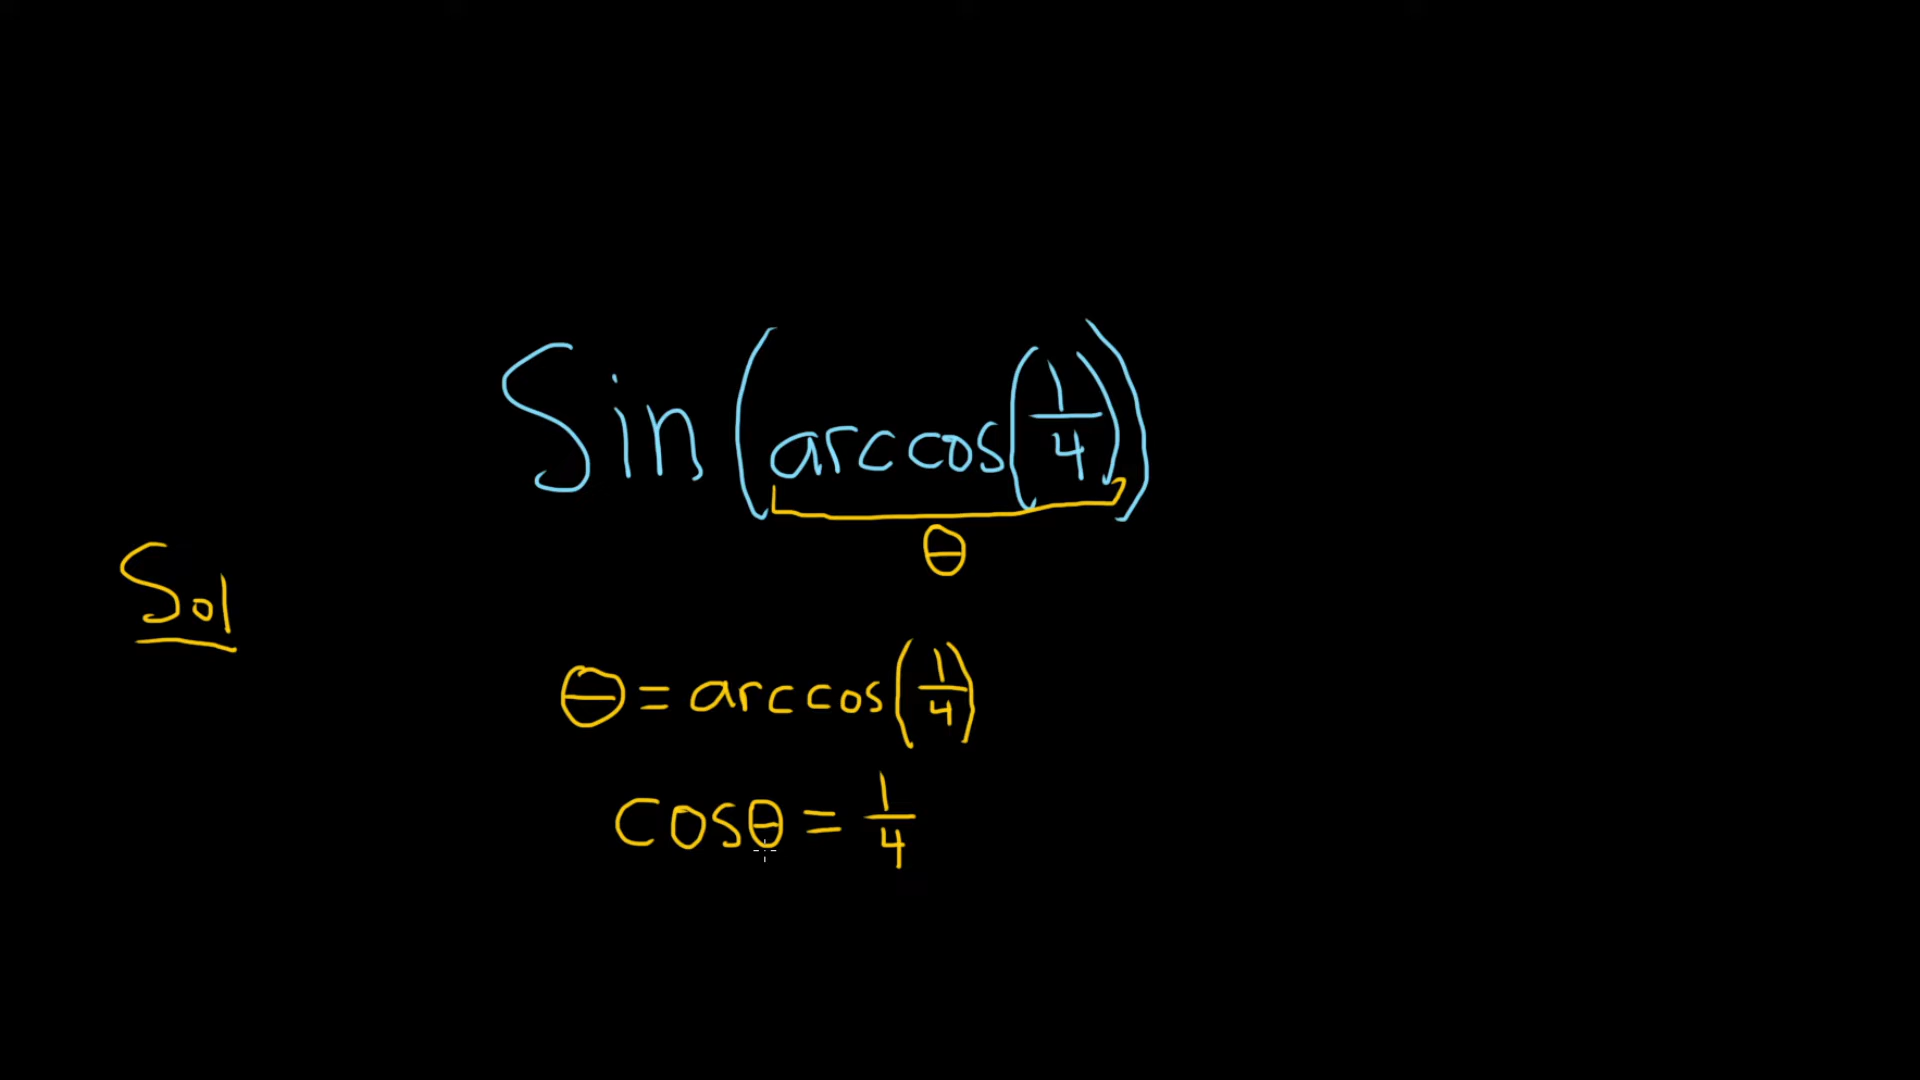 Sin(arccos(1/4))
θ
Sol
θ = arccos(1/4)
cosθ = 1/4